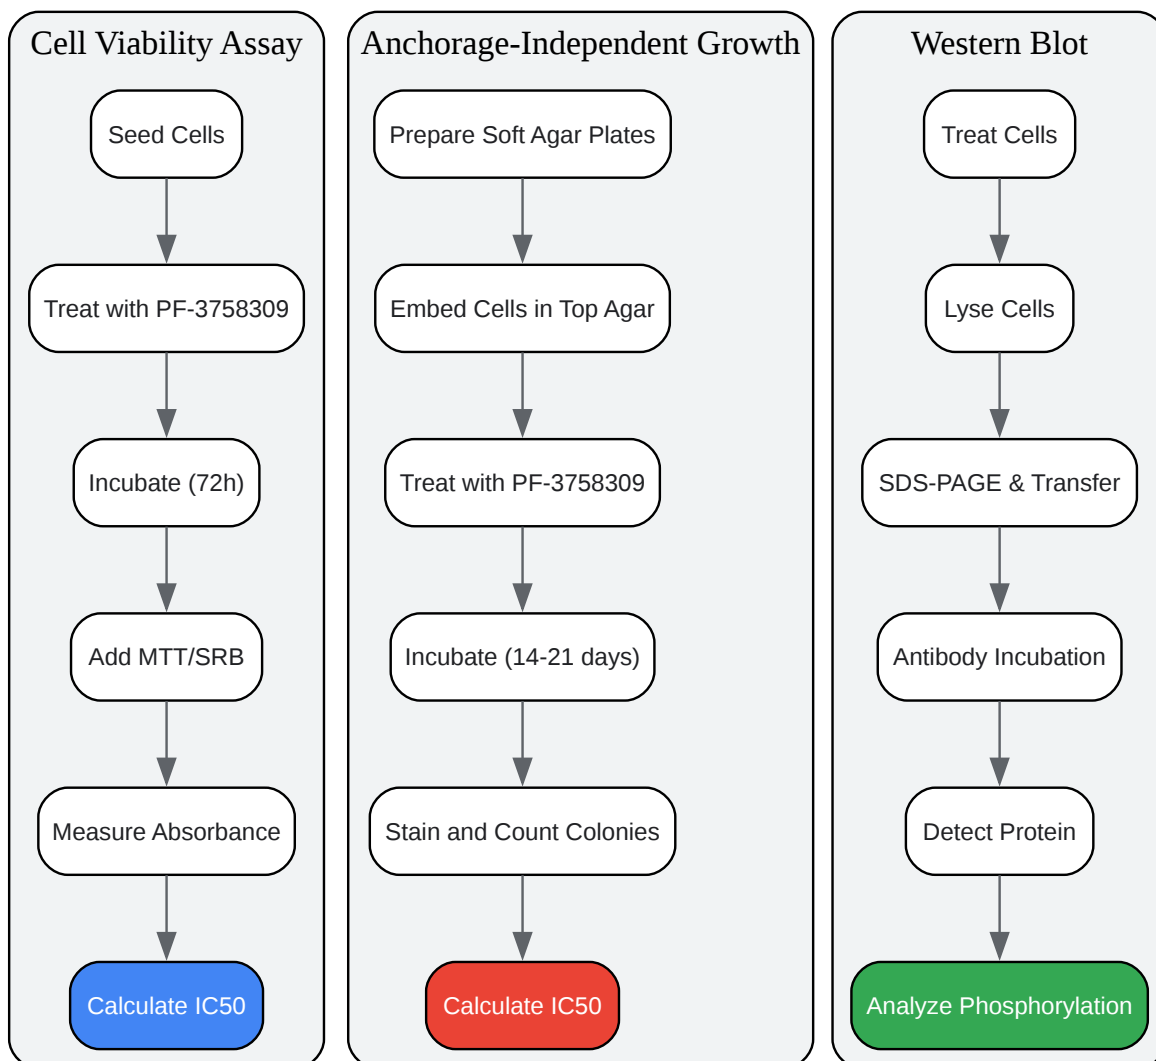 Cell Viability Assay
Seed Cells
Treat with PF-3758309
Incubate (72h)
Add MTT/SRB
Measure Absorbance
Calculate IC50
Anchorage-Independent Growth
Prepare Soft Agar Plates
Embed Cells in Top Agar
Treat with PF-3758309
Incubate (14-21 days)
Stain and Count Colonies
Calculate IC50
Western Blot
Treat Cells
Lyse Cells
SDS-PAGE & Transfer
Antibody Incubation
Detect Protein
Analyze Phosphorylation